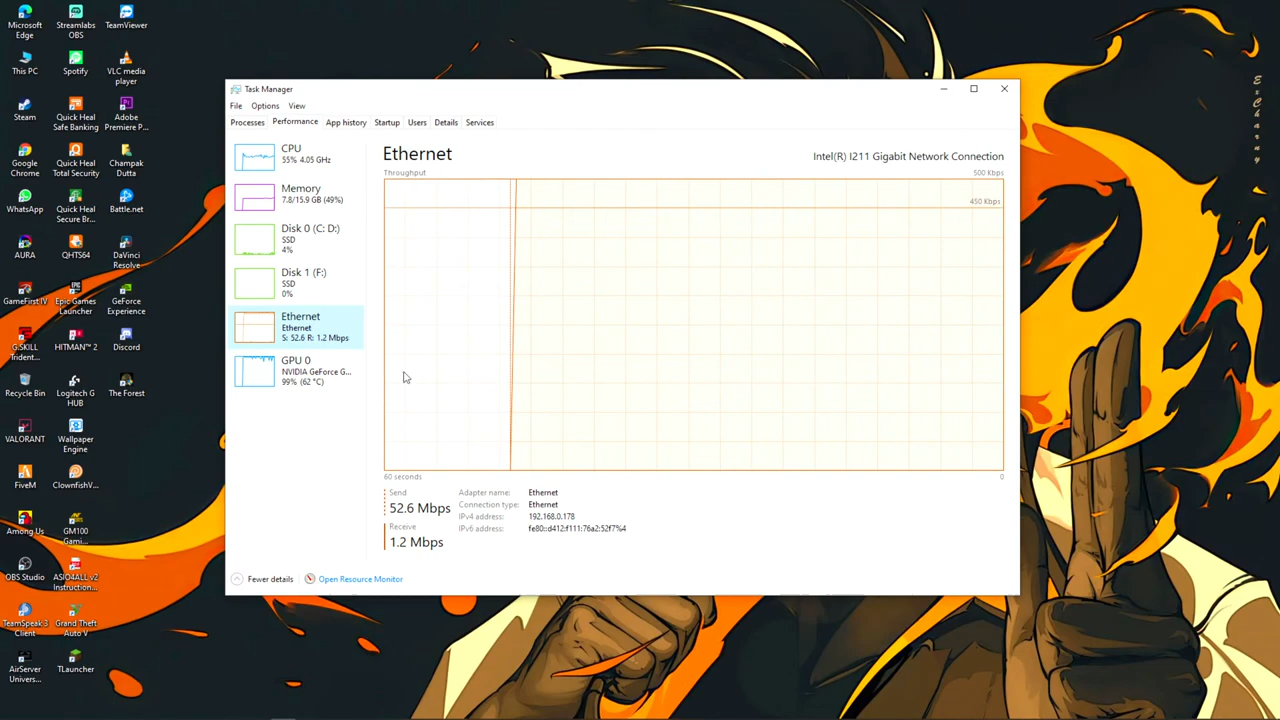 Microsoft
Edge
Streamlabs
OBS
TeamViewer
This PC
Spotify
VLC media
player
Steam
Quick Heal
Safe Banking
Adobe
Premiere P...
Google
Chrome
Quick Heal
Total Security
Champak
Dutta
WhatsApp
Quick Heal
Secure Br...
Battle.net
AURA
QHTS64
DaVinci
Resolve
GameFirst IV
Epic Games
Launcher
GeForce
Experience
G.SKILL
Trident...
HITMAN™ 2
Discord
Recycle Bin
Logitech G
HUB
The Forest
VALORANT
Wallpaper
Engine
FiveM
ClownfishV...
Among Us
GM100
Gami...
OBS Studio
ASIO4ALL v2
Instruction...
TeamSpeak 3
Client
Grand Theft
Auto V
AirServer
Univers...
TLauncher
Task Manager
File Options View
Processes Performance App history Startup Users Details Services
CPU
55% 4.05 GHz
Memory
7.8/15.9 GB (49%)
Disk 0 (C: D:)
SSD
4%
Disk 1 (F:)
SSD
0%
Ethernet
Ethernet
S: 52.6 R: 1.2 Mbps
GPU 0
NVIDIA GeForce G...
99% (62 °C)
Ethernet
Intel(R) I211 Gigabit Network Connection
Throughput
500 Kbps
450 Kbps
60 seconds
0
Send
52.6 Mbps
Receive
1.2 Mbps
Adapter name: Ethernet
Connection type: Ethernet
IPv4 address: 192.168.0.178
IPv6 address: fe80::d412:f111:76a2:52f7%4
Fewer details
Open Resource Monitor
ExCharny